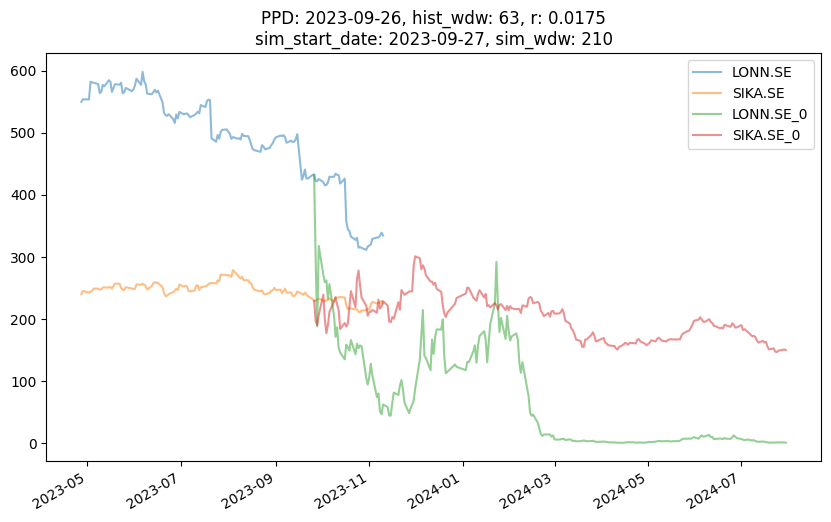 PPD: 2023-09-26, hist_wdw: 63, r: 0.0175
sim_start_date: 2023-09-27, sim_wdw: 210
LONN.SE
SIKA.SE
LONN.SE_0
SIKA.SE_0
600
500
400
300
200
100
0
2023-05
2023-07
2023-09
2023-11
2024-01
2024-03
2024-05
2024-07